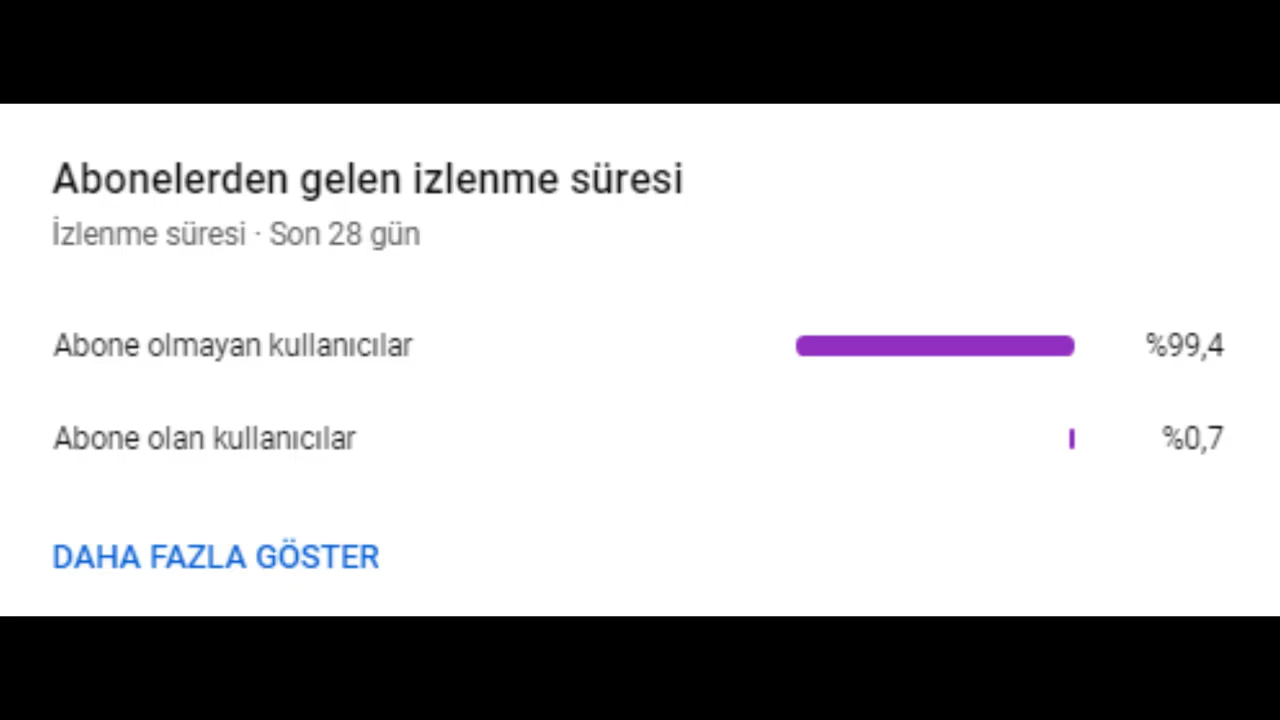 Abonelerden gelen izlenme süresi
İzlenme süresi · Son 28 gün
Abone olmayan kullanıcılar %99,4
Abone olan kullanıcılar %0,7
DAHA FAZLA GÖSTER